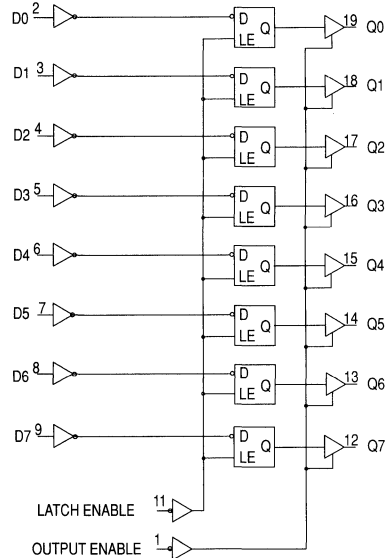 D0 2 D Q LE 19 Q0
D1 3 D Q LE 18 Q1
D2 4 D Q LE 17 Q2
D3 5 D Q LE 16 Q3
D4 6 D Q LE 15 Q4
D5 7 D Q LE 14 Q5
D6 8 D Q LE 13 Q6
D7 9 D Q LE 12 Q7
LATCH ENABLE 11
OUTPUT ENABLE 1